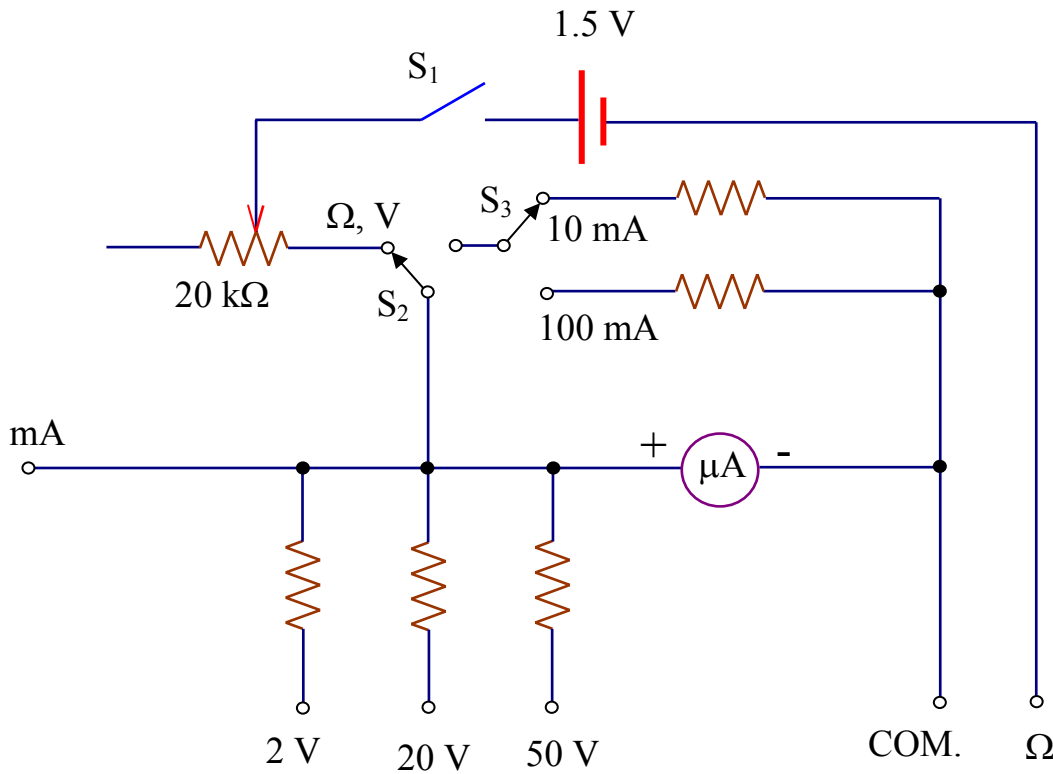 1.5 V
S1
S3
Ω, V
10 mA
20 kΩ
S2
100 mA
mA
+
-
μA
2 V
20 V
50 V
COM.
Ω